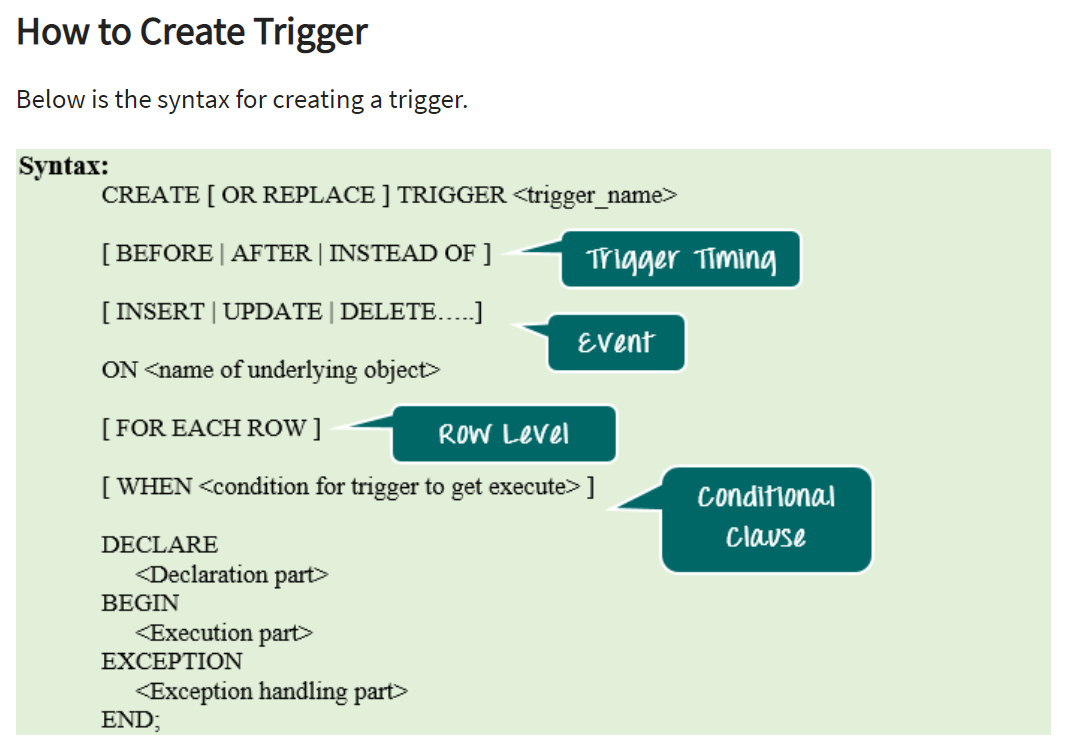 How to Create Trigger
Below is the syntax for creating a trigger.
Syntax:
CREATE [ OR REPLACE ] TRIGGER <trigger_name>
[ BEFORE | AFTER | INSTEAD OF ]
Trigger Timing
[ INSERT | UPDATE | DELETE.....]
Event
ON <name of underlying object>
[ FOR EACH ROW ]
Row Level
[ WHEN <condition for trigger to get execute> ]
Conditional
Clause
DECLARE
<Declaration part>
BEGIN
<Execution part>
EXCEPTION
<Exception handling part>
END;